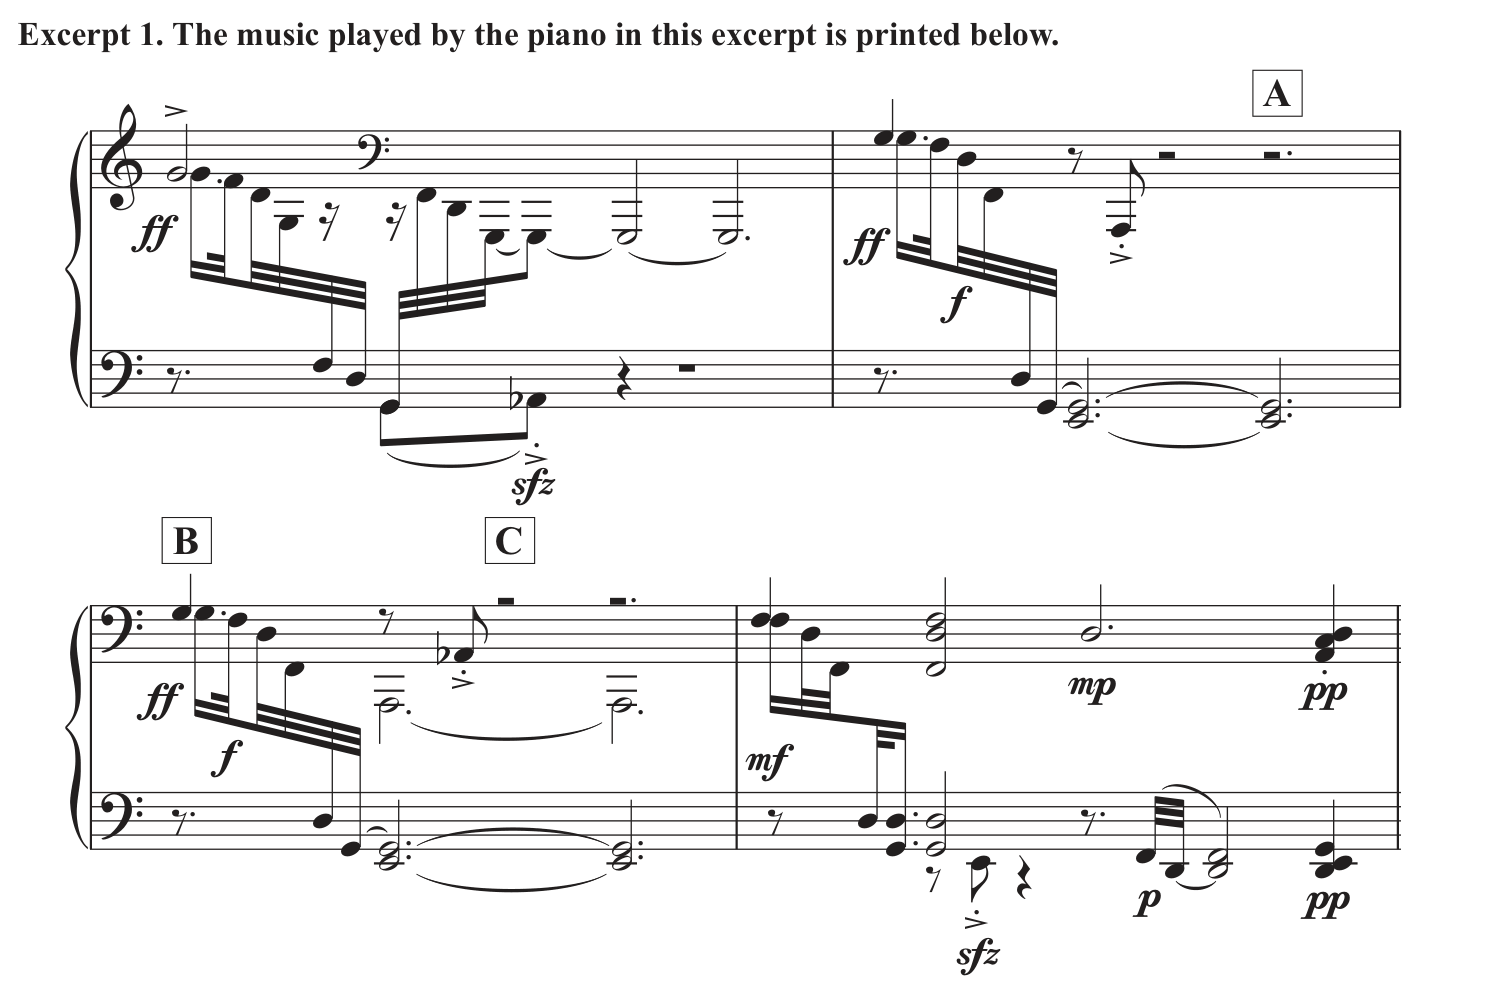 Excerpt 1. The music played by the piano in this excerpt is printed below.
A
ff
ff
f
sfz
B
C
ff
f
mf
mp
pp
p
pp
sfz